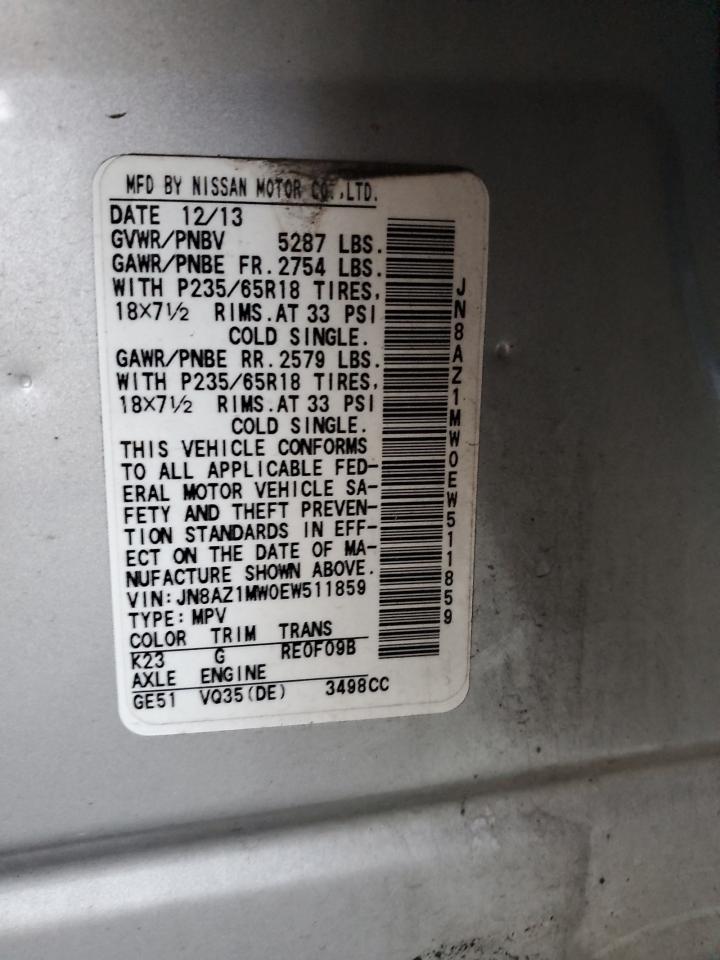 MFD BY NISSAN MOTOR CO.,LTD.
DATE 12/13
GVWR/PNBV 5287 LBS.
GAWR/PNBE FR.2754 LBS.
WITH P235/65R18 TIRES,
18×7½ RIMS.AT 33 PSI
COLD SINGLE.
GAWR/PNBE RR.2579 LBS.
WITH P235/65R18 TIRES,
18×7½ RIMS.AT 33 PSI
COLD SINGLE.
THIS VEHICLE CONFORMS
TO ALL APPLICABLE FED-
ERAL MOTOR VEHICLE SA-
FETY AND THEFT PREVEN-
TION STANDARDS IN EFF-
ECT ON THE DATE OF MA-
NUFACTURE SHOWN ABOVE.
VIN:JN8AZ1MW0EW511859
TYPE:MPV
COLOR TRIM TRANS
K23 G RE0F09B
AXLE ENGINE
GE51 VQ35(DE) 3498CC
JN8AZ1MW0EW511859